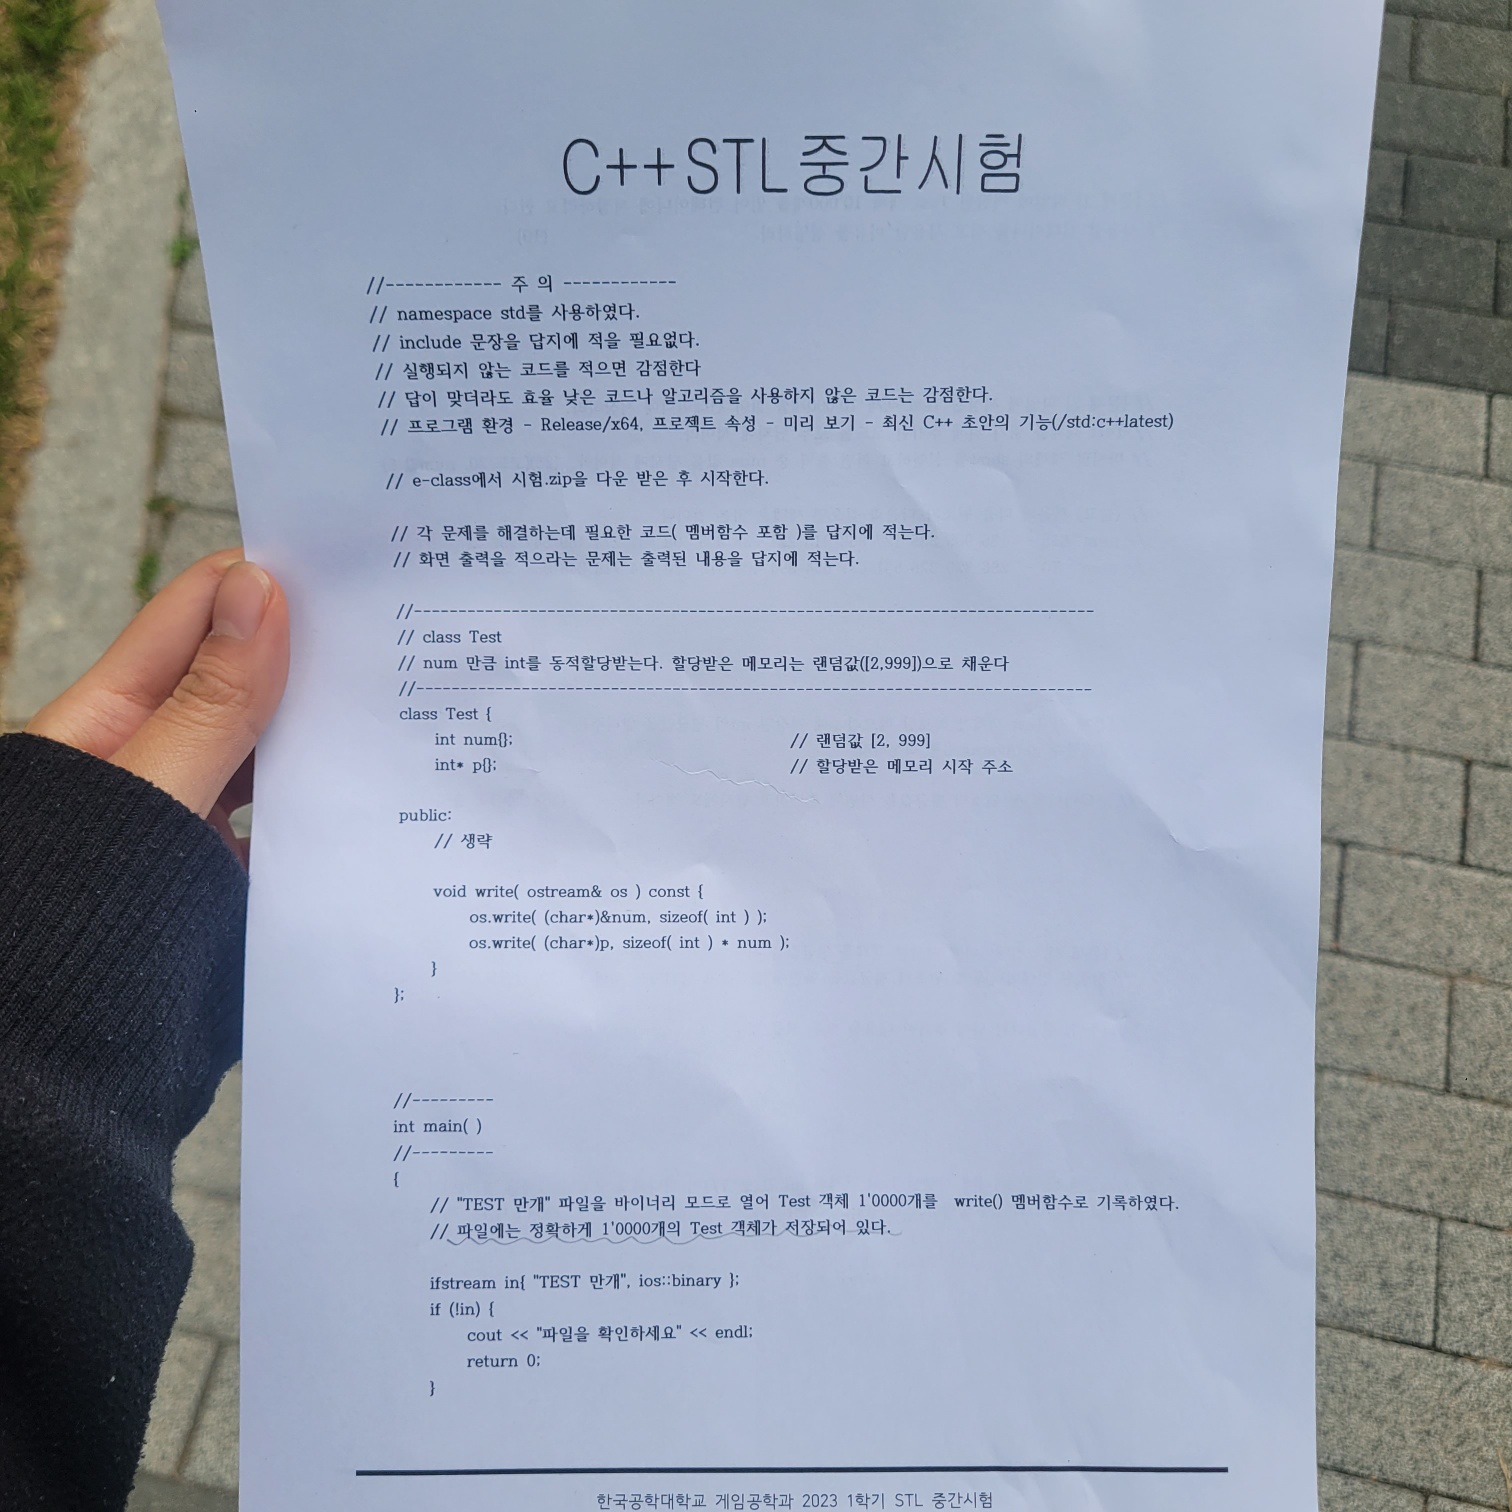 C++ STL 중간시험
//------------ 주 의 ------------
// namespace std를 사용하였다.
// include 문장을 답지에 적을 필요없다.
// 실행되지 않는 코드를 적으면 감점한다
// 답이 맞더라도 효율 낮은 코드나 알고리즘을 사용하지 않은 코드는 감점한다.
// 프로그램 환경 - Release/x64, 프로젝트 속성 - 미리 보기 - 최신 C++ 초안의 기능(/std:c++latest)
// e-class에서 시험.zip을 다운 받은 후 시작한다.
// 각 문제를 해결하는데 필요한 코드( 멤버함수 포함 )를 답지에 적는다.
// 화면 출력을 적으라는 문제는 출력된 내용을 답지에 적는다.
//-----------------------------------------------------------------------------
// class Test
// num 만큼 int를 동적할당받는다. 할당받은 메모리는 랜덤값([2,999])으로 채운다
//-----------------------------------------------------------------------------
class Test {
int num{}; // 랜덤값 [2, 999]
int* p{}; // 할당받은 메모리 시작 주소
public:
// 생략
void write( ostream& os ) const {
os.write( (char*)&num, sizeof( int ) );
os.write( (char*)p, sizeof( int ) * num );
}
};
//---------
int main( )
//---------
{
// "TEST 만개" 파일을 바이너리 모드로 열어 Test 객체 1'0000개를 write() 멤버함수로 기록하였다.
// 파일에는 정확하게 1'0000개의 Test 객체가 저장되어 있다.
ifstream in{ "TEST 만개", ios::binary };
if (!in) {
cout << "파일을 확인하세요" << endl;
return 0;
}
한국공학대학교 게임공학과 2023 1학기 STL 중간시험